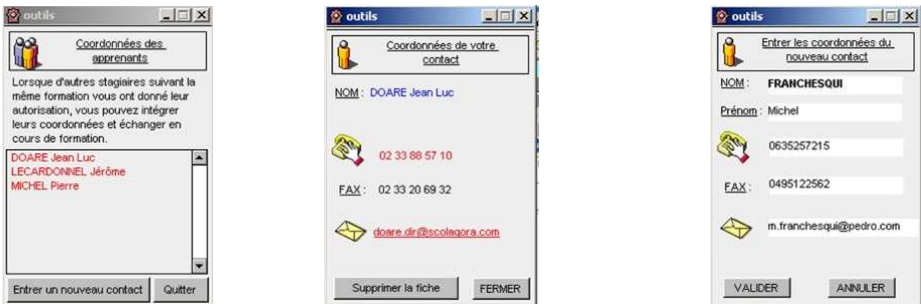 outils
Coordonnées des
apprenants
Lorsque d'autres stagiaires suivant la
même formation vous ont donné leur
autorisation, vous pouvez intégrer
leurs coordonnées et échanger en
cours de formation.
DOARE Jean Luc
LECARDONNEL Jérôme
MICHEL Pierre
Entrer un nouveau contact Quitter
outils
Coordonnées de votre
contact
NOM : DOARE Jean Luc
02 33 88 57 10
FAX : 02 33 20 69 32
doare.dir@scolagora.com
Supprimer la fiche FERMER
outils
Entrer les coordonnées du
nouveau contact
NOM : FRANCHESQUI
Prénom : Michel
0635257215
FAX : 0495122562
m.franchesqui@pedro.com
VALIDER ANNULER